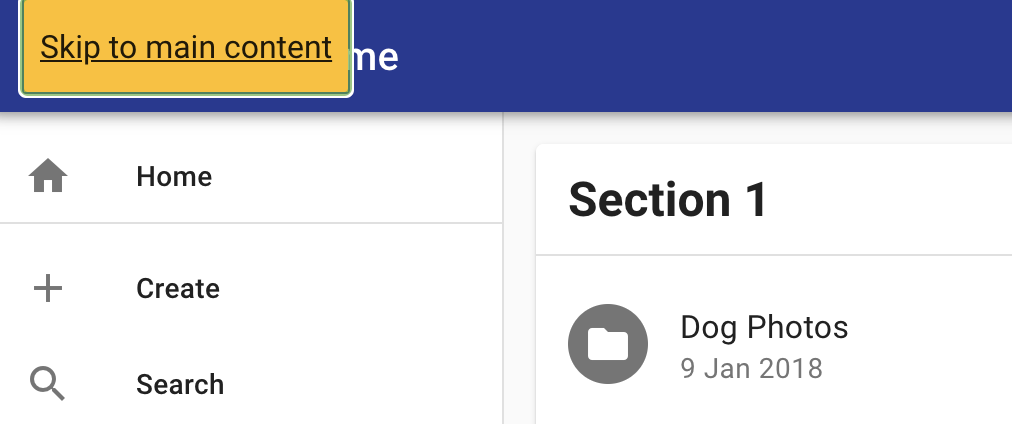 Skip to main content
me
Home
Create
Search
Section 1
Dog Photos
9 Jan 2018